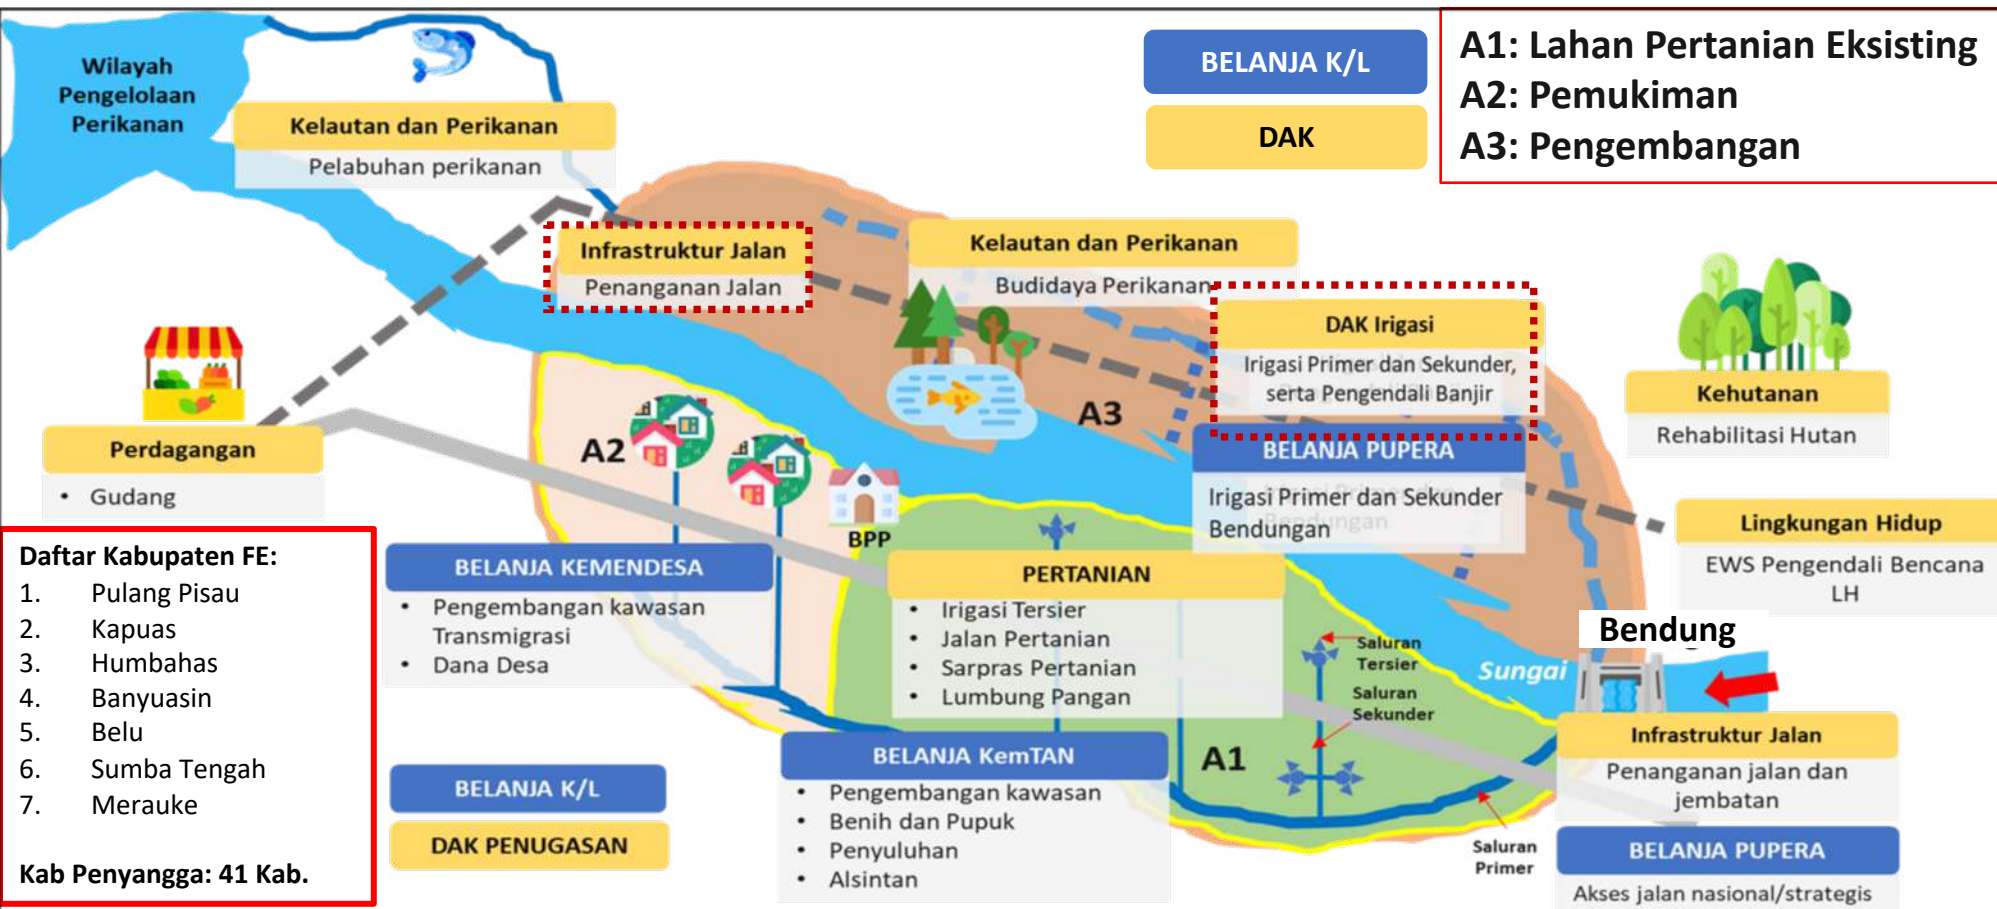 Wilayah
Pengelolaan
Perikanan
Kelautan dan Perikanan
Pelabuhan perikanan
BELANJA K/L
DAK
A1: Lahan Pertanian Eksisting
A2: Pemukiman
A3: Pengembangan
Infrastruktur Jalan
Penanganan Jalan
Kelautan dan Perikanan
Budidaya Perikanan
DAK Irigasi
Irigasi Primer dan Sekunder,
serta Pengendali Banjir
BELANJA PUPERA
Irigasi Primer dan Sekunder
Bendungan
Kehutanan
Rehabilitasi Hutan
Lingkungan Hidup
EWS Pengendali Bencana
LH
Perdagangan
• Gudang
A2
A3
BPP
Daftar Kabupaten FE:
1. Pulang Pisau
2. Kapuas
3. Humbahas
4. Banyuasin
5. Belu
6. Sumba Tengah
7. Merauke
Kab Penyangga: 41 Kab.
BELANJA KEMENDESA
• Pengembangan kawasan
Transmigrasi
• Dana Desa
PERTANIAN
• Irigasi Tersier
• Jalan Pertanian
• Sarpras Pertanian
• Lumbung Pangan
Saluran
Tersier
Saluran
Sekunder
Sungai
Bendung
A1
Infrastruktur Jalan
Penanganan jalan dan
jembatan
BELANJA PUPERA
Akses jalan nasional/strategis
BELANJA K/L
DAK PENUGASAN
BELANJA KemTAN
• Pengembangan kawasan
• Benih dan Pupuk
• Penyuluhan
• Alsintan
Saluran
Primer